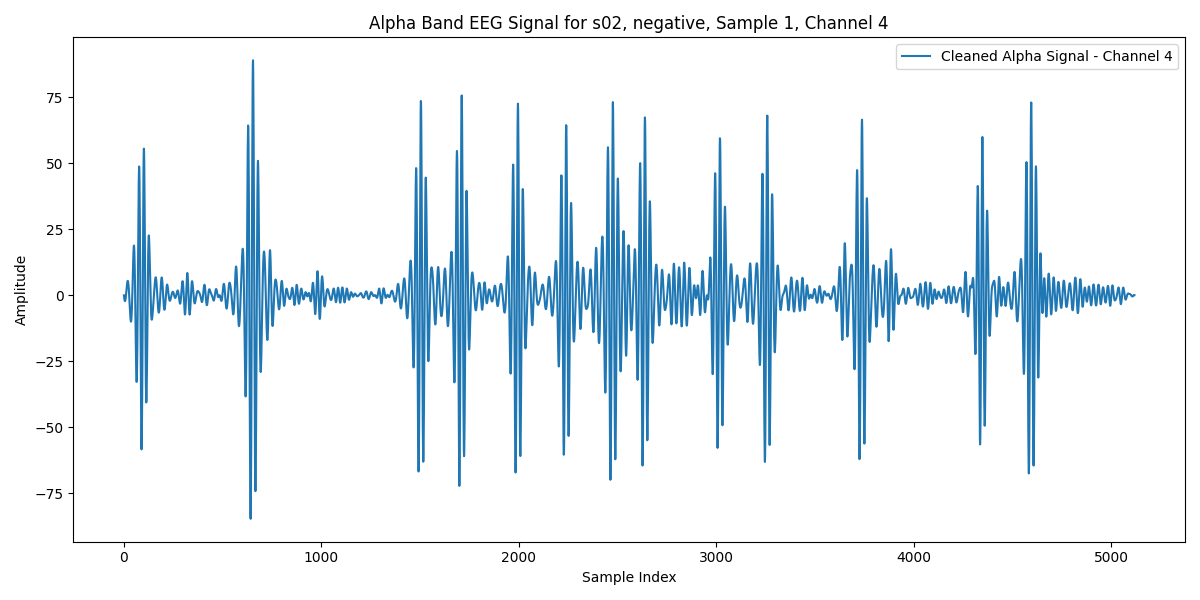 Alpha Band EEG Signal for s02, negative, Sample 1, Channel 4
Cleaned Alpha Signal - Channel 4
75
50
25
0
−25
−50
−75
Amplitude
0 1000 2000 3000 4000 5000
Sample Index